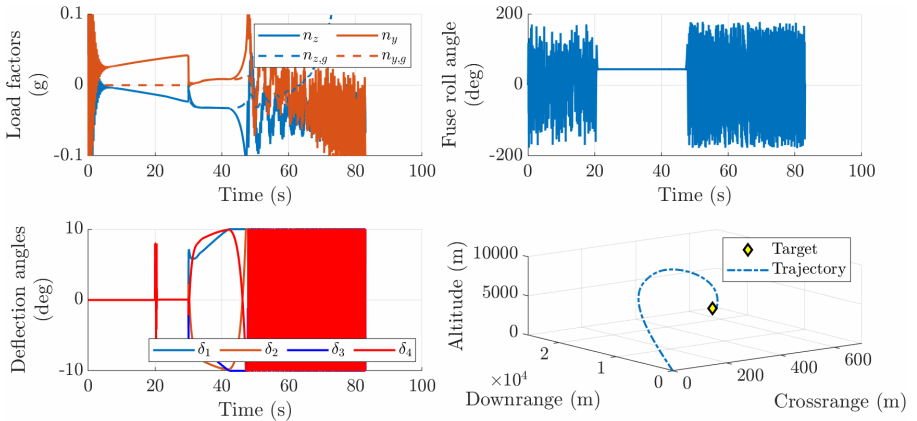 0.1
0
-0.1
Load factors
(g)
n_z
n_y
n_{z,g}
n_{y,g}
0 20 40 60 80 100
Time (s)
200
0
-200
Fuse roll angle
(deg)
0 20 40 60 80 100
Time (s)
10
0
-10
Deflection angles
(deg)
δ_1 δ_2 δ_3 δ_4
0 20 40 60 80 100
Time (s)
10000
5000
0
Altitude (m)
Target
Trajectory
2
1
0
×10^4
Downrange (m)
0
200
400
600
Crossrange (m)